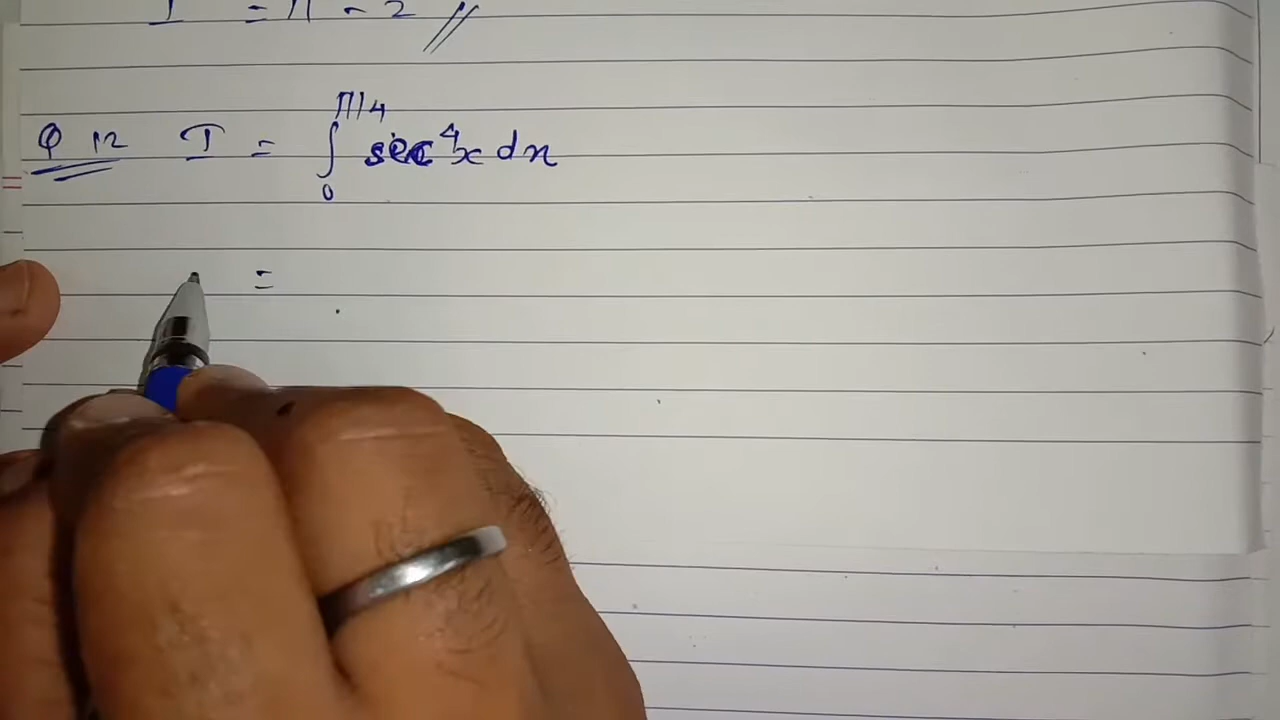 I = π - 2 //
Q 12 I = ∫₀^π/4 sec⁴x dx
=